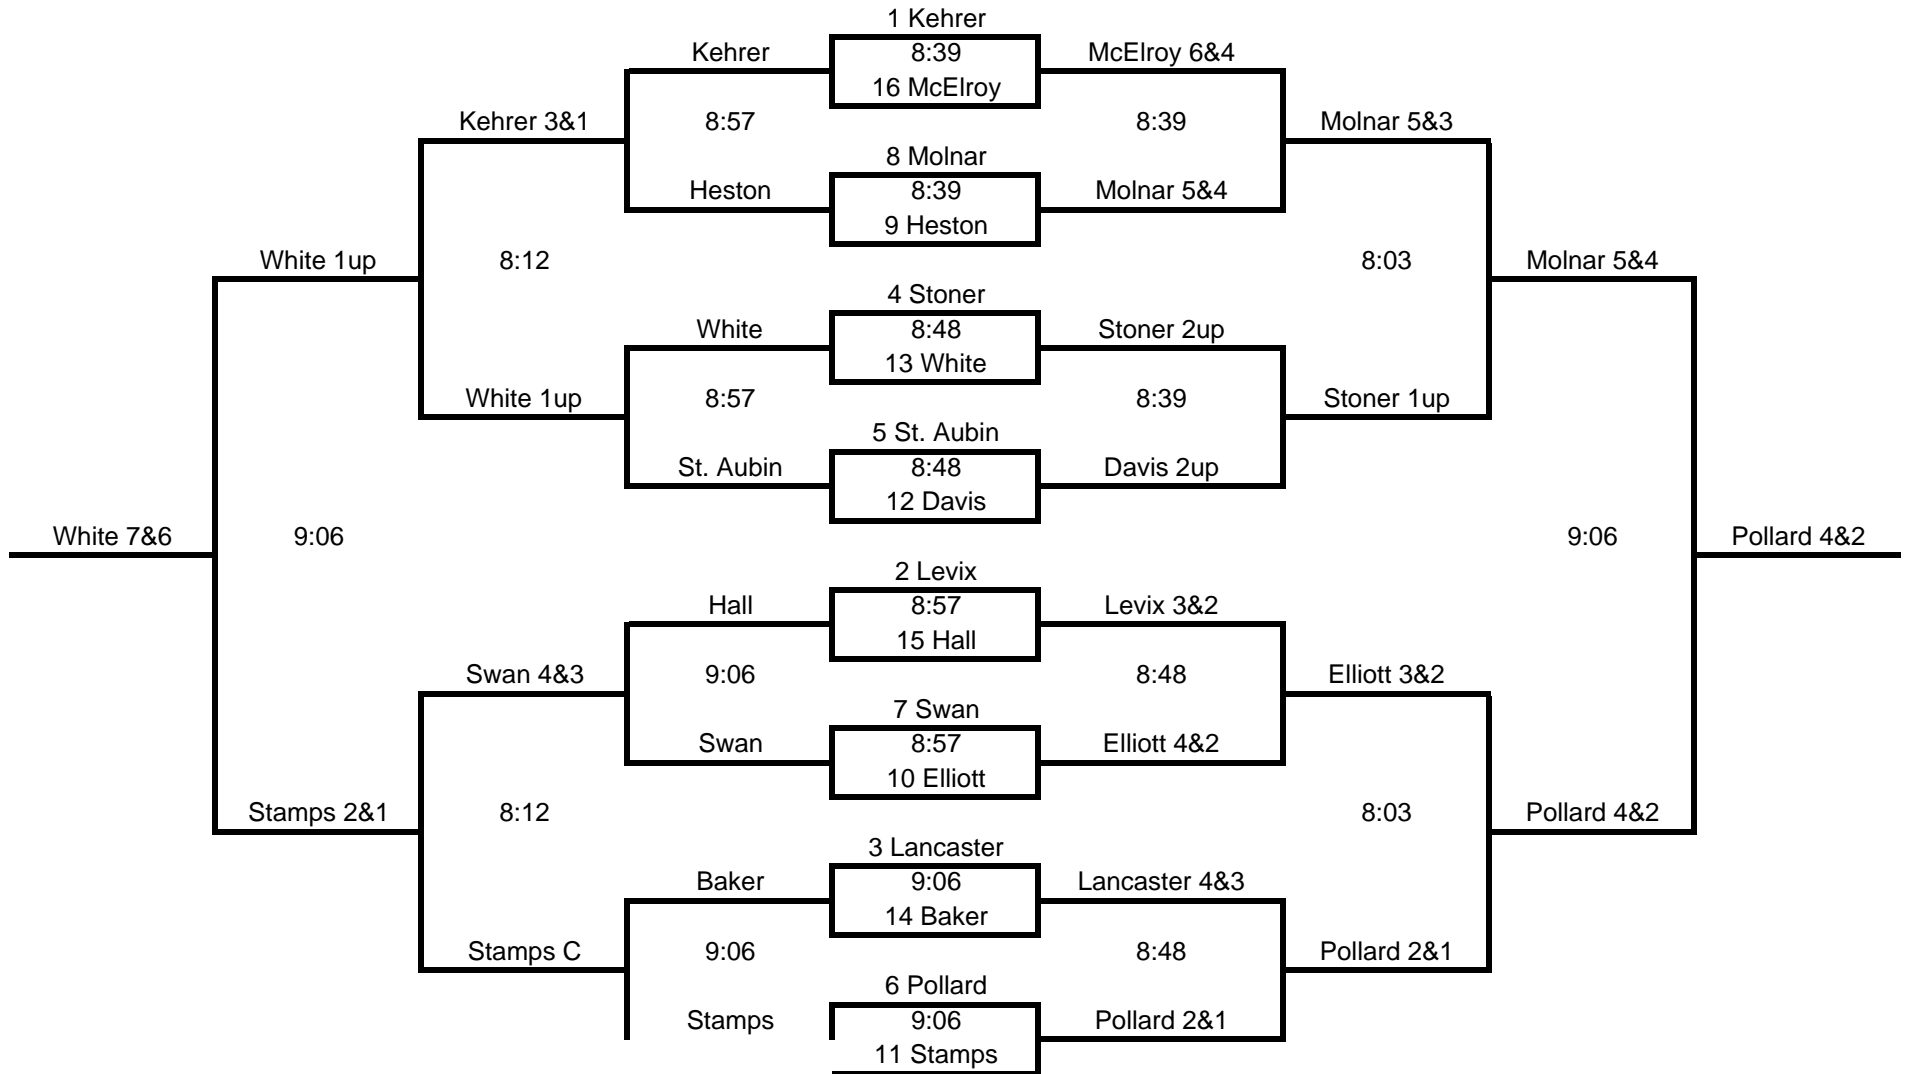 1 Kehrer
Kehrer 8:39 McElroy 6&4
16 McElroy
Kehrer 3&1 8:57 8:39 Molnar 5&3
8 Molnar
Heston 8:39 Molnar 5&4
9 Heston
White 1up 8:12 8:03 Molnar 5&4
4 Stoner
White 8:48 Stoner 2up
13 White
White 1up 8:57 8:39 Stoner 1up
5 St. Aubin
St. Aubin 8:48 Davis 2up
12 Davis
White 7&6 9:06 9:06 Pollard 4&2
2 Levix
Hall 8:57 Levix 3&2
15 Hall
Swan 4&3 9:06 8:48 Elliott 3&2
7 Swan
Swan 8:57 Elliott 4&2
10 Elliott
Stamps 2&1 8:12 8:03 Pollard 4&2
3 Lancaster
Baker 9:06 Lancaster 4&3
14 Baker
Stamps C 9:06 8:48 Pollard 2&1
6 Pollard
Stamps 9:06 Pollard 2&1
11 Stamps